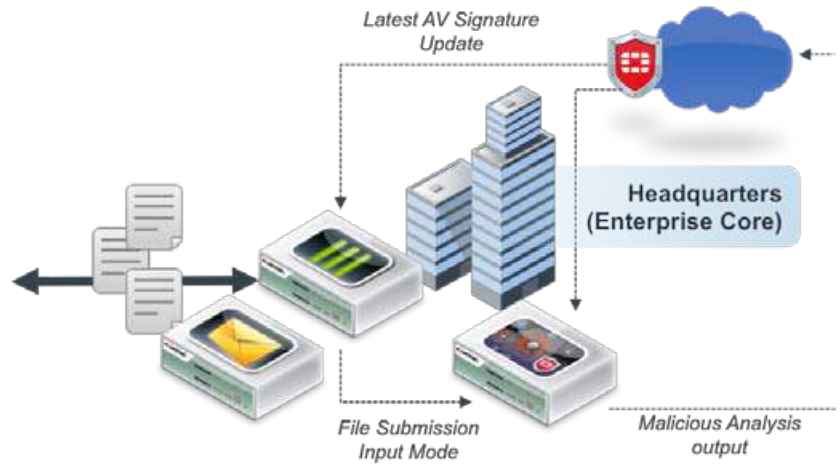 Latest AV Signature
Update
Headquarters
(Enterprise Core)
File Submission
Input Mode
Malicious Analysis
output